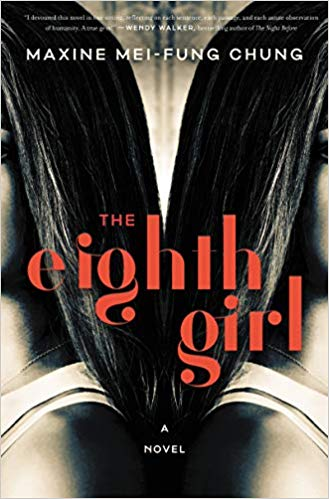 "I devoured this novel in one sitting, reflecting on each sentence, each passage, and each astute observation
of humanity. A true gem!" —WENDY WALKER, bestselling author of The Night Before
MAXINE MEI-FUNG CHUNG
THE
eighth
girl
A
NOVEL